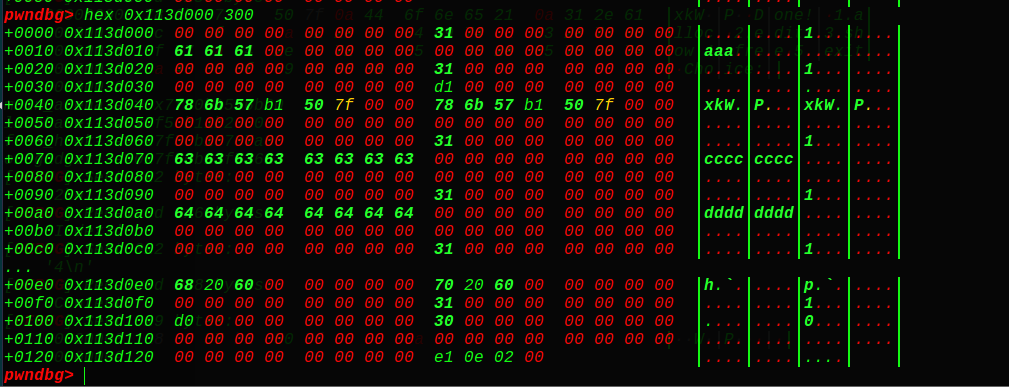 pwndbg> hex 0x113d000 300
+0000 0x113d000 00 00 00 00 00 00 00 00 31 00 00 00 00 00 00 00 │....│....│1...│....│
+0010 0x113d010 61 61 61 00 00 00 00 00 00 00 00 00 00 00 00 00 │aaa.│....│....│....│
+0020 0x113d020 00 00 00 00 00 00 00 00 31 00 00 00 00 00 00 00 │....│....│1...│....│
+0030 0x113d030 00 00 00 00 00 00 00 00 d1 00 00 00 00 00 00 00 │....│....│....│....│
+0040 0x113d040 78 6b 57 b1 50 7f 00 00 78 6b 57 b1 50 7f 00 00 │xkW.│P...│xkW.│P...│
+0050 0x113d050 00 00 00 00 00 00 00 00 00 00 00 00 00 00 00 00 │....│....│....│....│
+0060 0x113d060 00 00 00 00 00 00 00 00 31 00 00 00 00 00 00 00 │....│....│1...│....│
+0070 0x113d070 63 63 63 63 63 63 63 63 00 00 00 00 00 00 00 00 │cccc│cccc│....│....│
+0080 0x113d080 00 00 00 00 00 00 00 00 00 00 00 00 00 00 00 00 │....│....│....│....│
+0090 0x113d090 00 00 00 00 00 00 00 00 31 00 00 00 00 00 00 00 │....│....│1...│....│
+00a0 0x113d0a0 64 64 64 64 64 64 64 64 00 00 00 00 00 00 00 00 │dddd│dddd│....│....│
+00b0 0x113d0b0 00 00 00 00 00 00 00 00 00 00 00 00 00 00 00 00 │....│....│....│....│
+00c0 0x113d0c0 00 00 00 00 00 00 00 00 31 00 00 00 00 00 00 00 │....│....│1...│....│
...
+00e0 0x113d0e0 68 20 60 00 00 00 00 00 70 20 60 00 00 00 00 00 │h.`.│....│p.`.│....│
+00f0 0x113d0f0 00 00 00 00 00 00 00 00 31 00 00 00 00 00 00 00 │....│....│1...│....│
+0100 0x113d100 d0 00 00 00 00 00 00 00 30 00 00 00 00 00 00 00 │....│....│0...│....│
+0110 0x113d110 00 00 00 00 00 00 00 00 00 00 00 00 00 00 00 00 │....│....│....│....│
+0120 0x113d120 00 00 00 00 00 00 00 00 e1 0e 02 00 │....│....│....│ │
pwndbg>